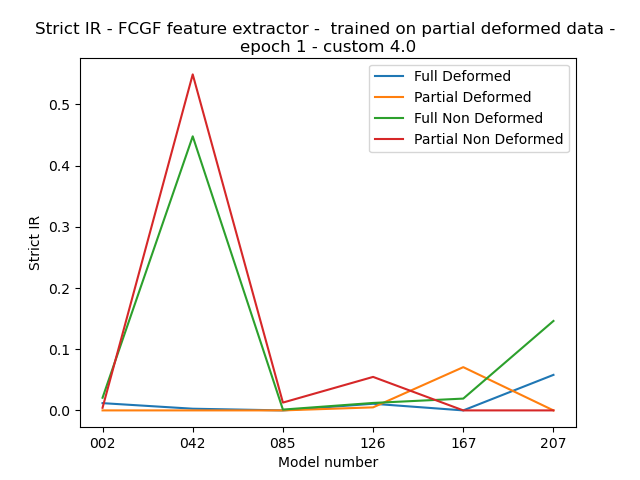 Strict IR - FCGF feature extractor -  trained on partial deformed data -
epoch 1 - custom 4.0
Full Deformed
Partial Deformed
Full Non Deformed
Partial Non Deformed
Strict IR
0.5
0.4
0.3
0.2
0.1
0.0
002 042 085 126 167 207
Model number